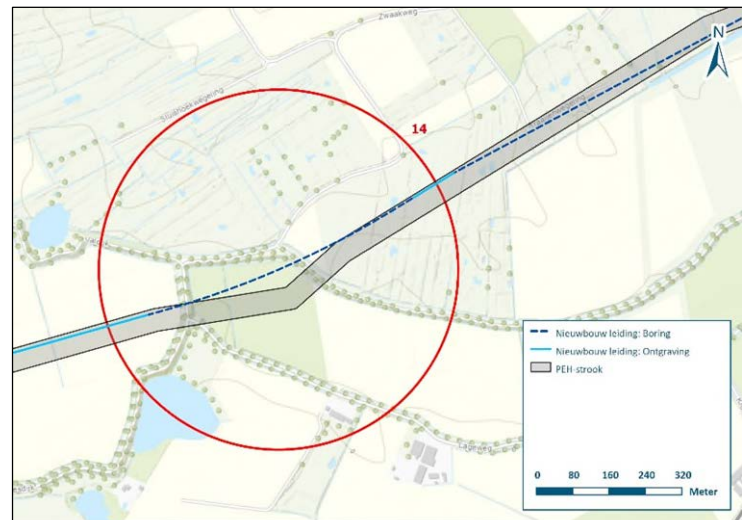 Zwaakweg
N
14
Nieuwbouw leiding: Boring
Nieuwbouw leiding: Ontgraving
PEH-strook
0 80 160 240 320
Meter